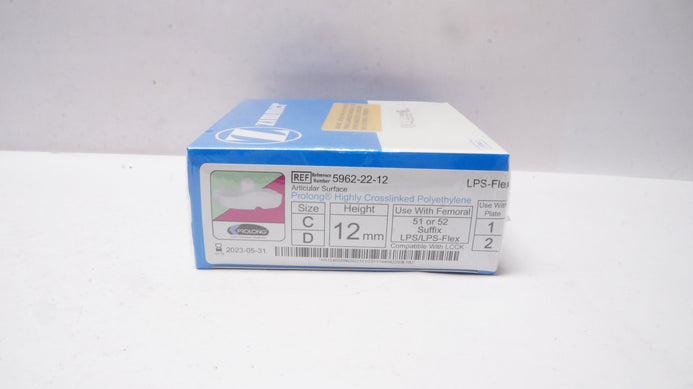 ZIMMER
REF Reference Number 5962-22-12
LPS-Flex
Articular Surface
Prolong® Highly Crosslinked Polyethylene
Size
C
D
Height
12 mm
Use With Femoral
51 or 52
Suffix
LPS/LPS-Flex
Compatible With LCCK
Use With
Plate
1
2
PROLONG
2023-05-31